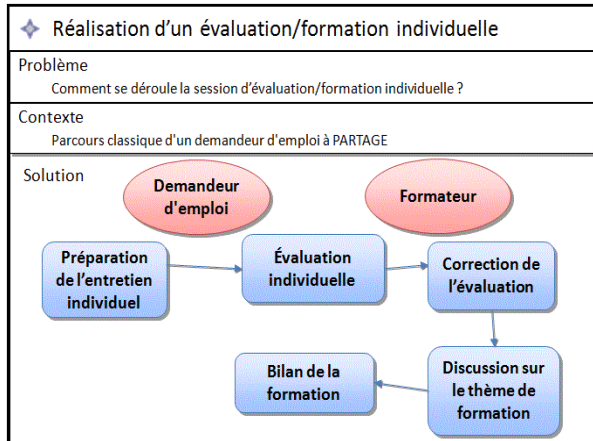 Réalisation d'un évaluation/formation individuelle
Problème
Comment se déroule la session d'évaluation/formation individuelle ?
Contexte
Parcours classique d'un demandeur d'emploi à PARTAGE
Solution
Demandeur
d'emploi
Formateur
Préparation
de l'entretien
individuel
Évaluation
individuelle
Correction de
l'évaluation
Bilan de la
formation
Discussion sur
le thème de
formation